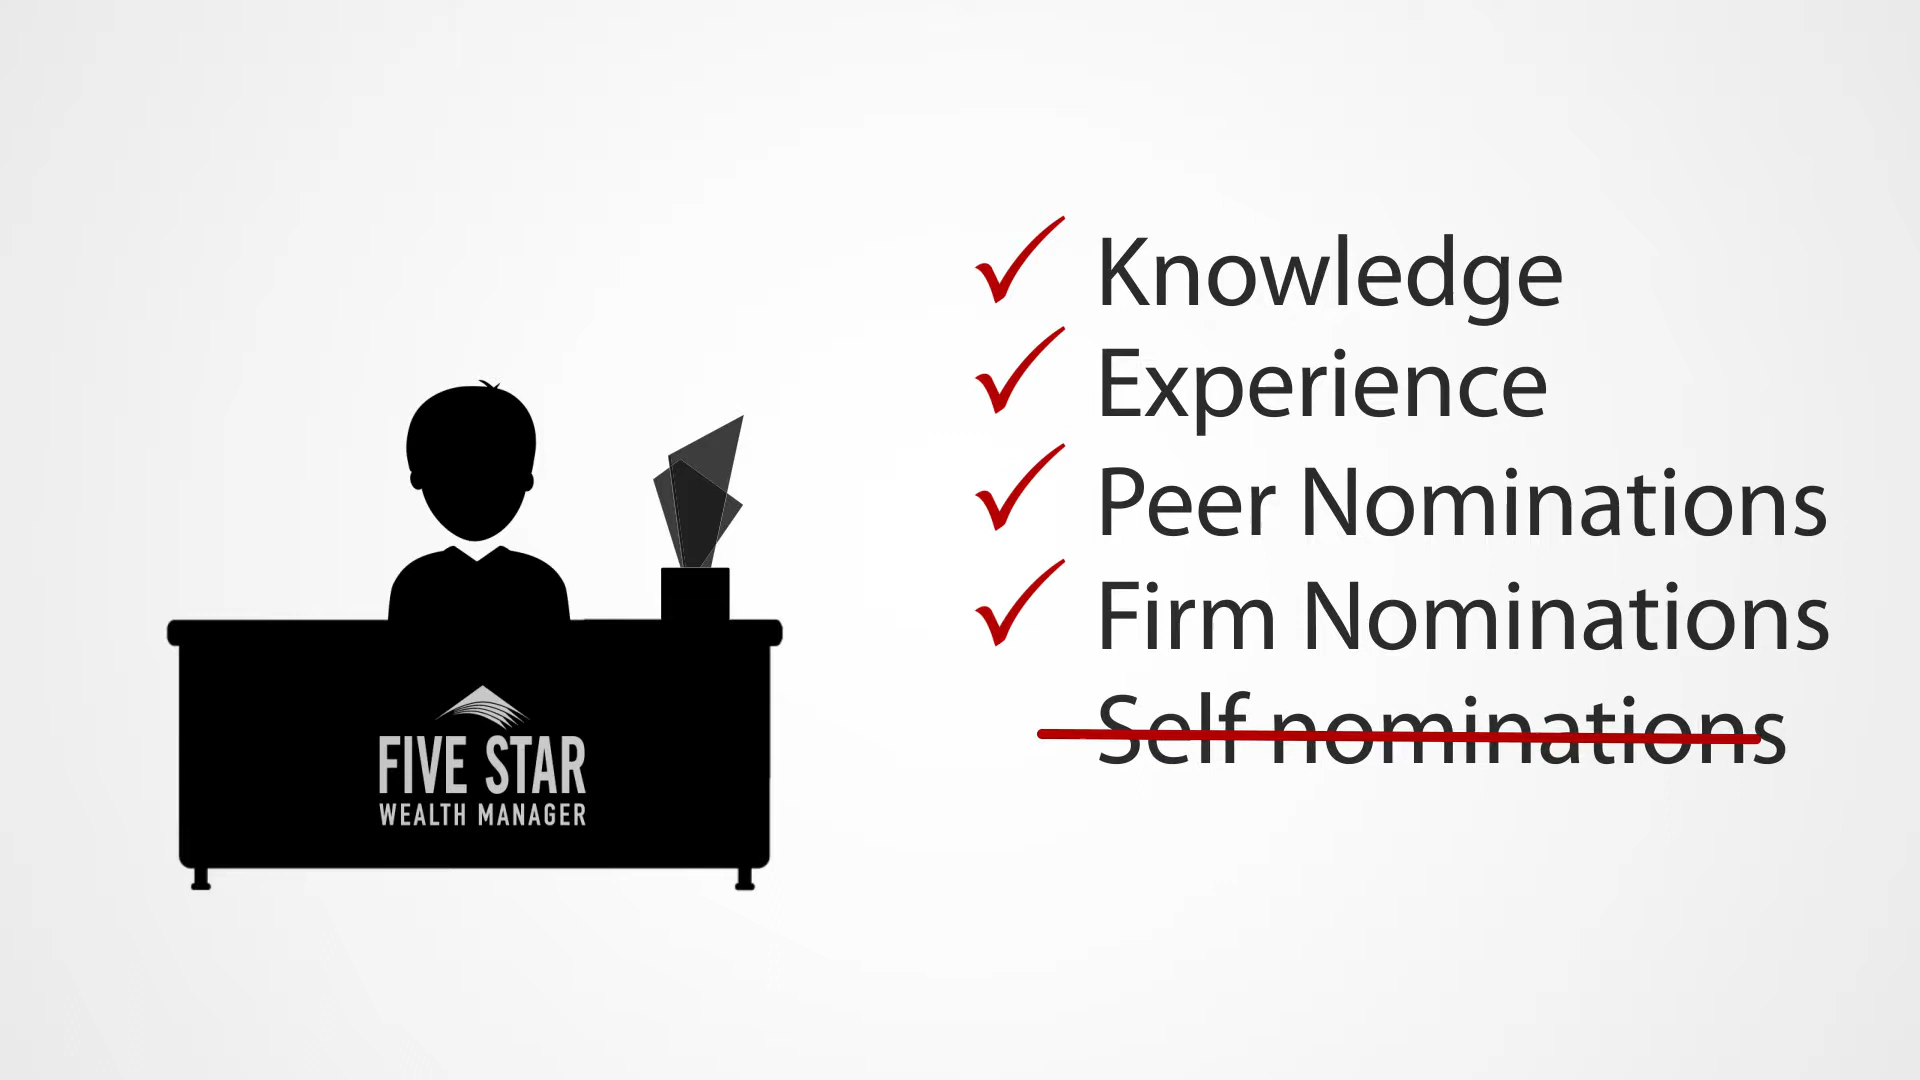 Knowledge
Experience
Peer Nominations
Firm Nominations
Self nominations
FIVE STAR
WEALTH MANAGER